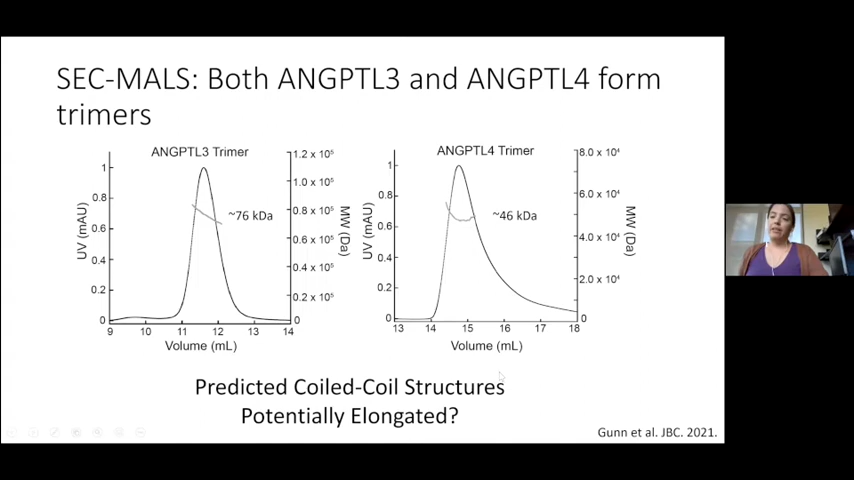 SEC-MALS: Both ANGPTL3 and ANGPTL4 form
trimers
ANGPTL3 Trimer
UV (mAU)
1
0.8
0.6
0.4
0.2
0
1.2 x 10⁵
1.0 x 10⁵
0.8 x 10⁵
0.6 x 10⁵
0.4 x 10⁵
0.2 x 10⁵
0
MW (Da)
~76 kDa
9 10 11 12 13 14
Volume (mL)
ANGPTL4 Trimer
UV (mAU)
1
0.8
0.6
0.4
0.2
0
8.0 x 10⁴
6.0 x 10⁴
4.0 x 10⁴
2.0 x 10⁴
0
MW (Da)
~46 kDa
13 14 15 16 17 18
Volume (mL)
Predicted Coiled-Coil Structures
Potentially Elongated?
Gunn et al. JBC. 2021.